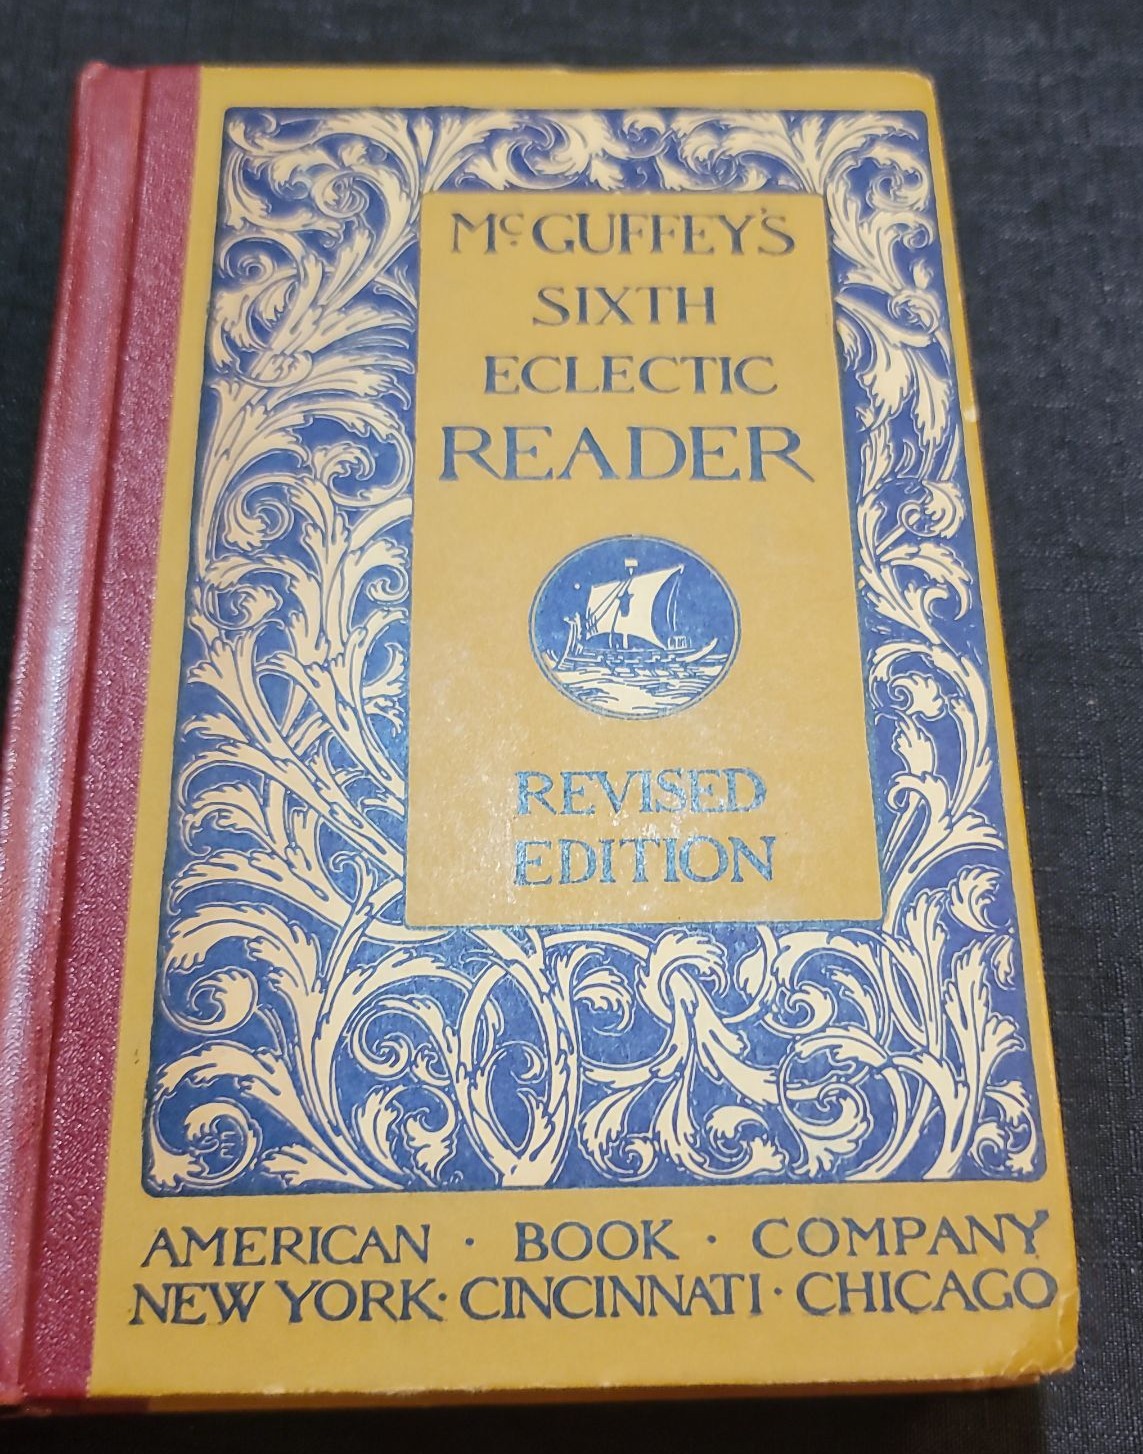 McGUFFEY'S
SIXTH
ECLECTIC
READER
REVISED
EDITION
AMERICAN · BOOK · COMPANY
NEW YORK · CINCINNATI · CHICAGO